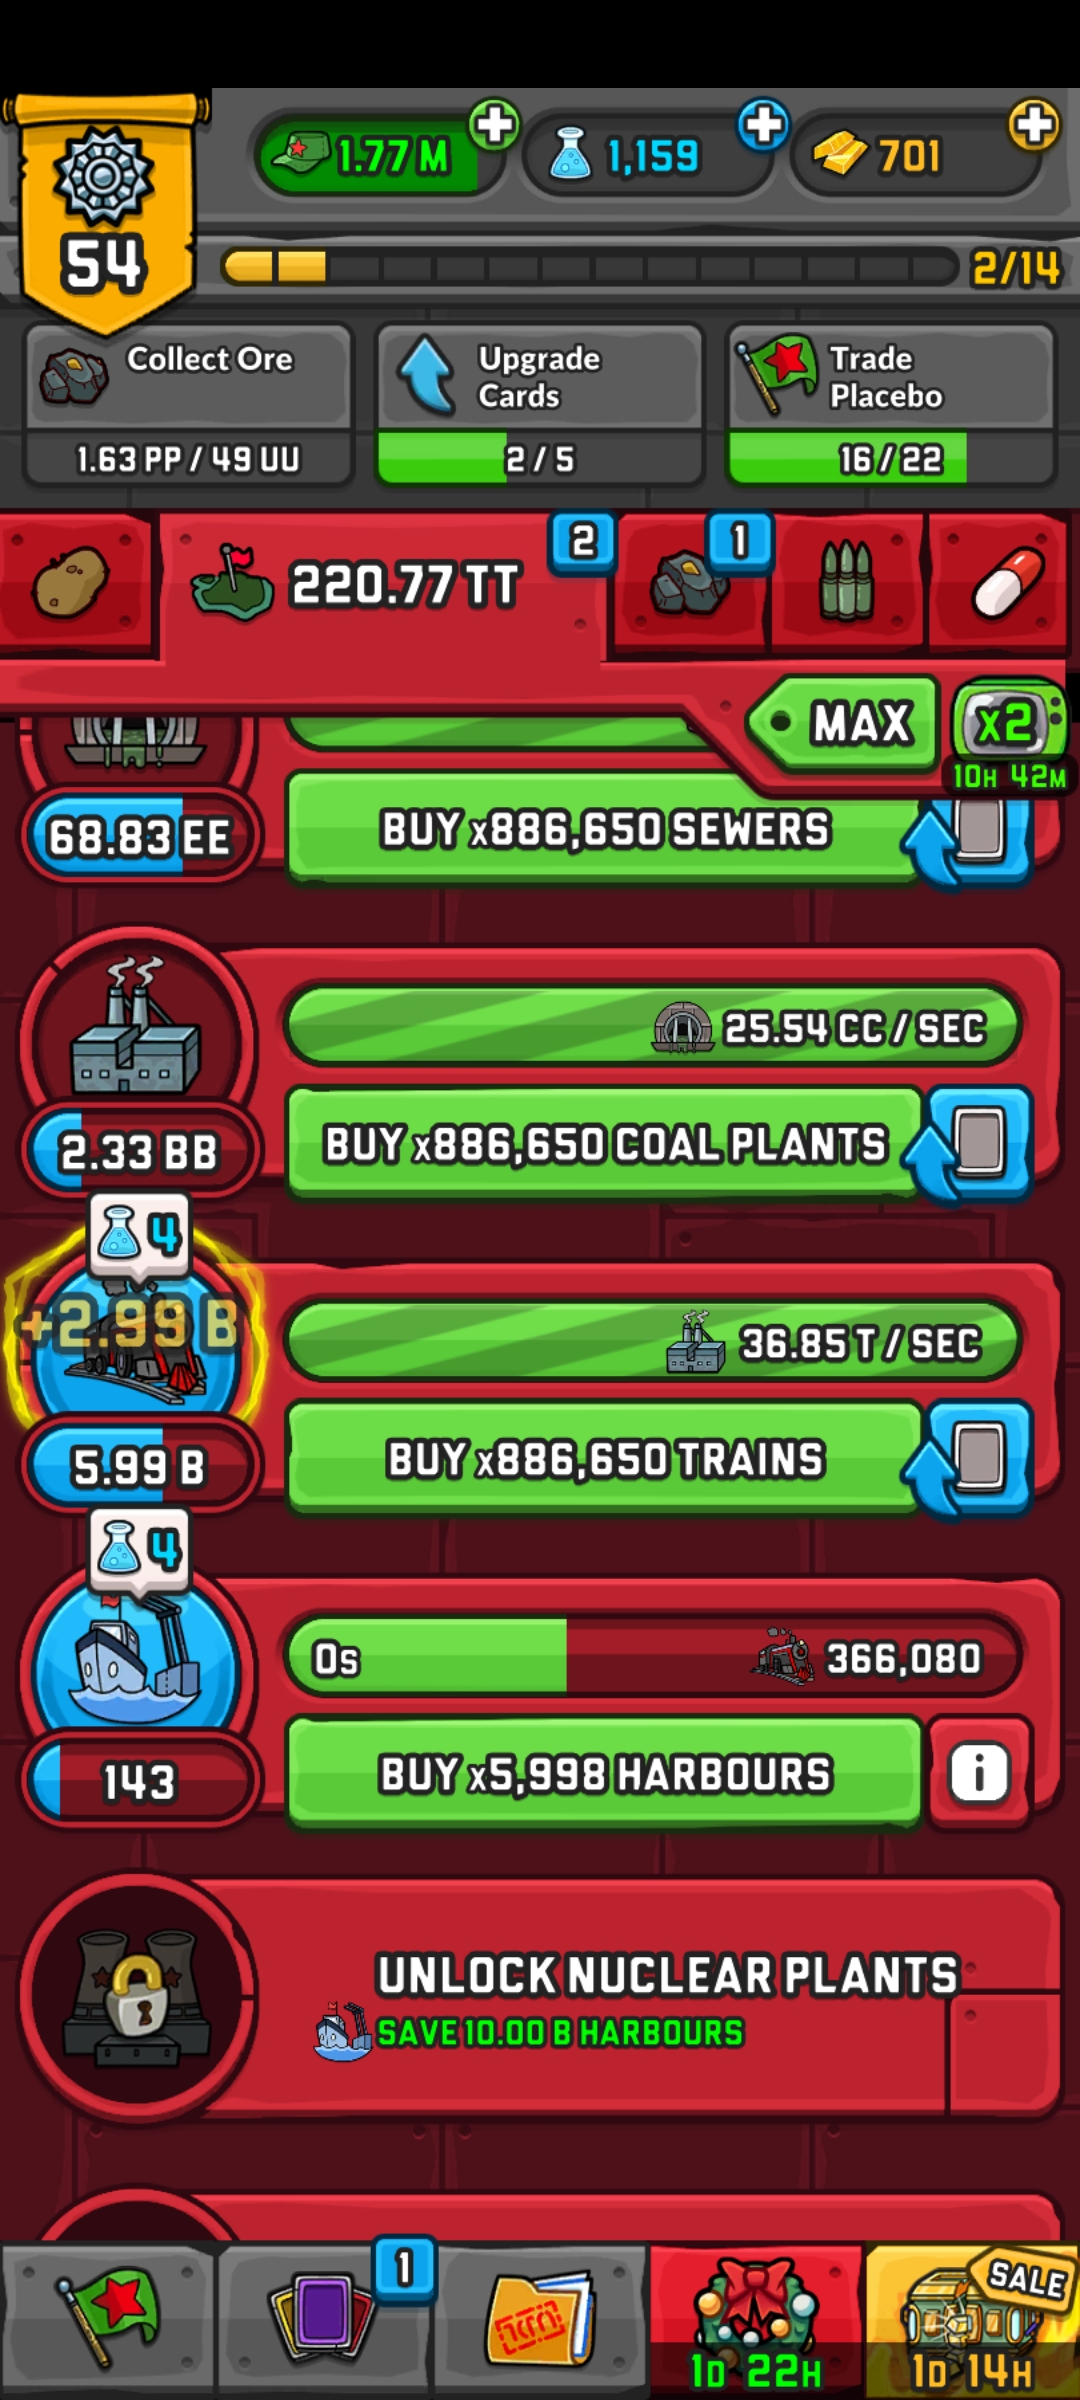 1.77 M
1,159
701
54
2/14
Collect Ore
1.63 PP / 49 UU
Upgrade
Cards
2 / 5
Trade
Placebo
16 / 22
220.77 TT
2
1
MAX
x2
10H 42M
68.83 EE
BUY x886,650 SEWERS
25.54 CC / SEC
2.33 BB
BUY x886,650 COAL PLANTS
4
+2.99 B
36.85 T / SEC
5.99 B
BUY x886,650 TRAINS
4
0s
366,080
143
BUY x5,998 HARBOURS
i
UNLOCK NUCLEAR PLANTS
SAVE 10.00 B HARBOURS
1
1D 22H
SALE
1D 14H